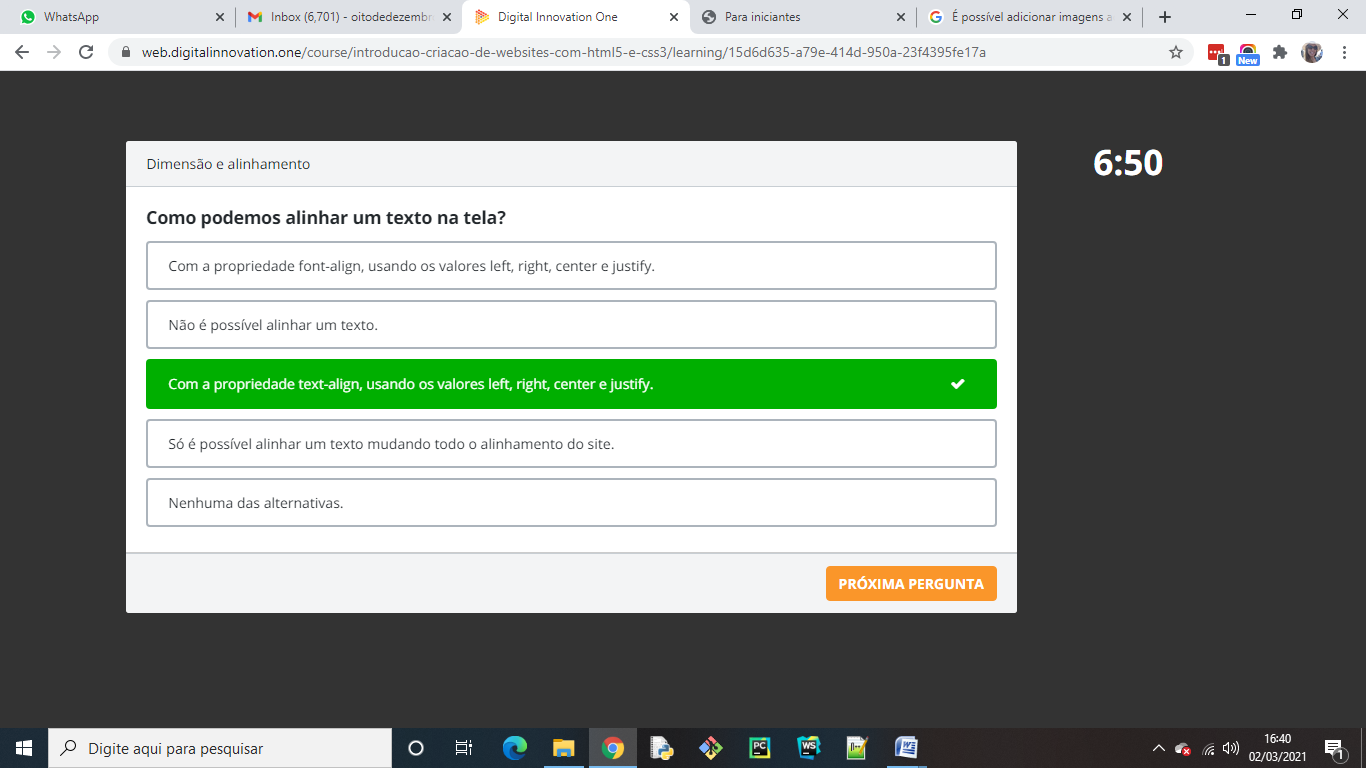 WhatsApp
Inbox (6,701) - oitodedezembr
Digital Innovation One
Para iniciantes
É possível adicionar imagens a
web.digitalinnovation.one/course/introducao-criacao-de-websites-com-html5-e-css3/learning/15d6d635-a79e-414d-950a-23f4395fe17a
1
New
Dimensão e alinhamento
6:50
Como podemos alinhar um texto na tela?
Com a propriedade font-align, usando os valores left, right, center e justify.
Não é possível alinhar um texto.
Com a propriedade text-align, usando os valores left, right, center e justify.
Só é possível alinhar um texto mudando todo o alinhamento do site.
Nenhuma das alternativas.
PRÓXIMA PERGUNTA
Digite aqui para pesquisar
PC
WS
16:40
02/03/2021
1